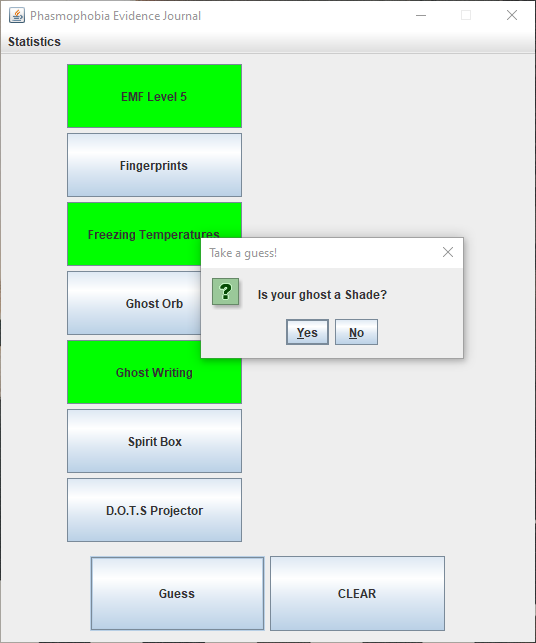 Phasmophobia Evidence Journal
Statistics
EMF Level 5
Fingerprints
Freezing Temperatures
Take a guess!
?
Is your ghost a Shade?
Yes No
Ghost Orb
Ghost Writing
Spirit Box
D.O.T.S Projector
Guess CLEAR